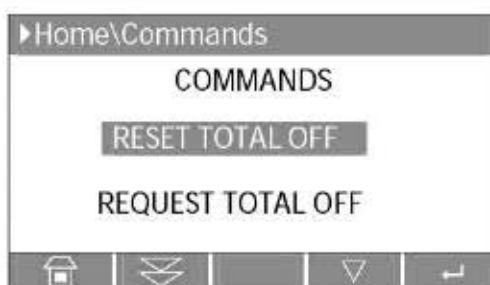 Home\Commands
COMMANDS
RESET TOTAL OFF
REQUEST TOTAL OFF